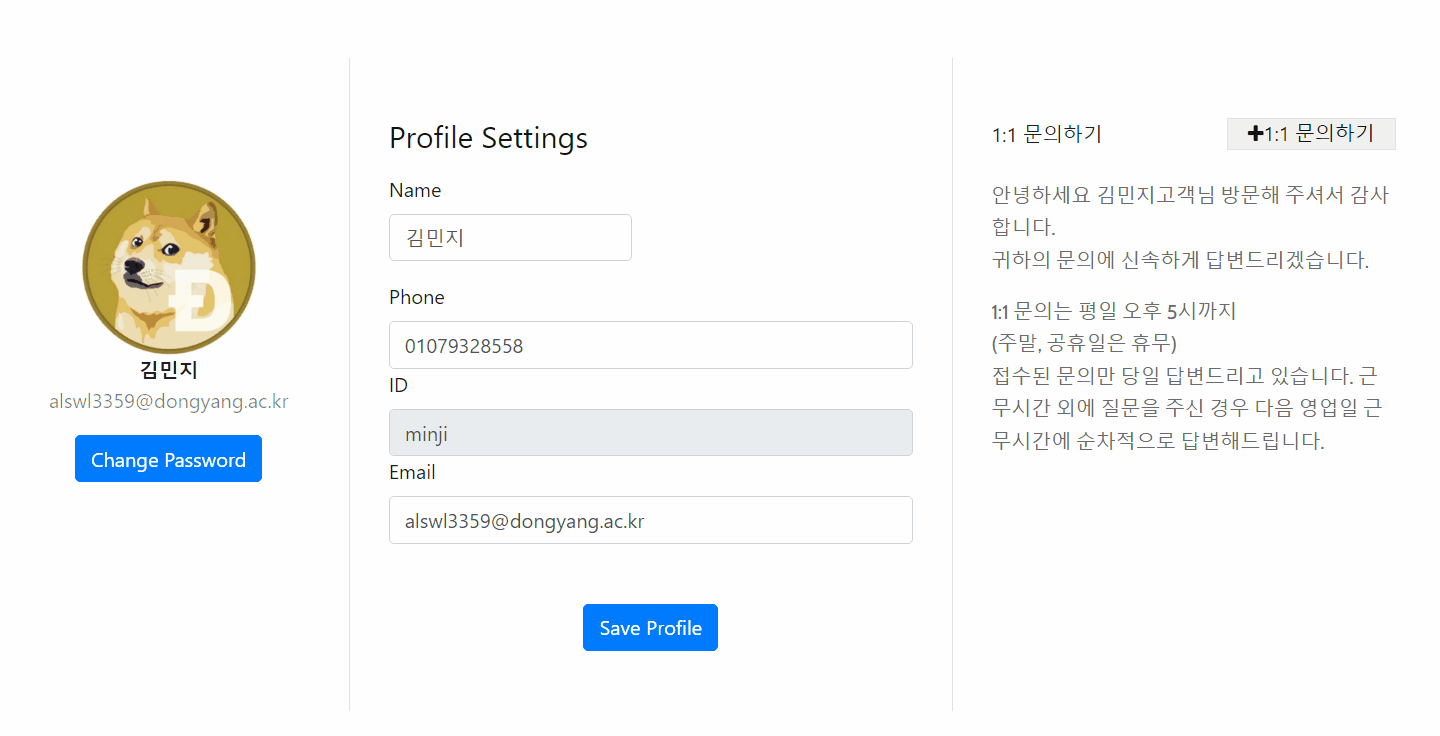 김민지
alswl3359@dongyang.ac.kr
Change Password
Profile Settings
Name
김민지
Phone
01079328558
ID
minji
Email
alswl3359@dongyang.ac.kr
Save Profile
1:1 문의하기
+1:1 문의하기
안녕하세요 김민지고객님 방문해 주셔서 감사
합니다.
귀하의 문의에 신속하게 답변드리겠습니다.
1:1 문의는 평일 오후 5시까지
(주말, 공휴일은 휴무)
접수된 문의만 당일 답변드리고 있습니다. 근
무시간 외에 질문을 주신 경우 다음 영업일 근
무시간에 순차적으로 답변해드립니다.